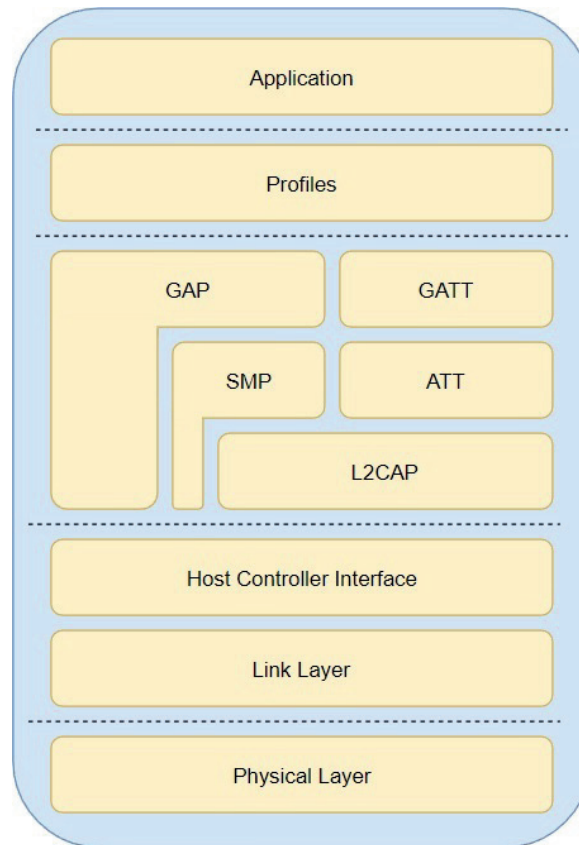 Application
Profiles
GAP
GATT
SMP
ATT
L2CAP
Host Controller Interface
Link Layer
Physical Layer